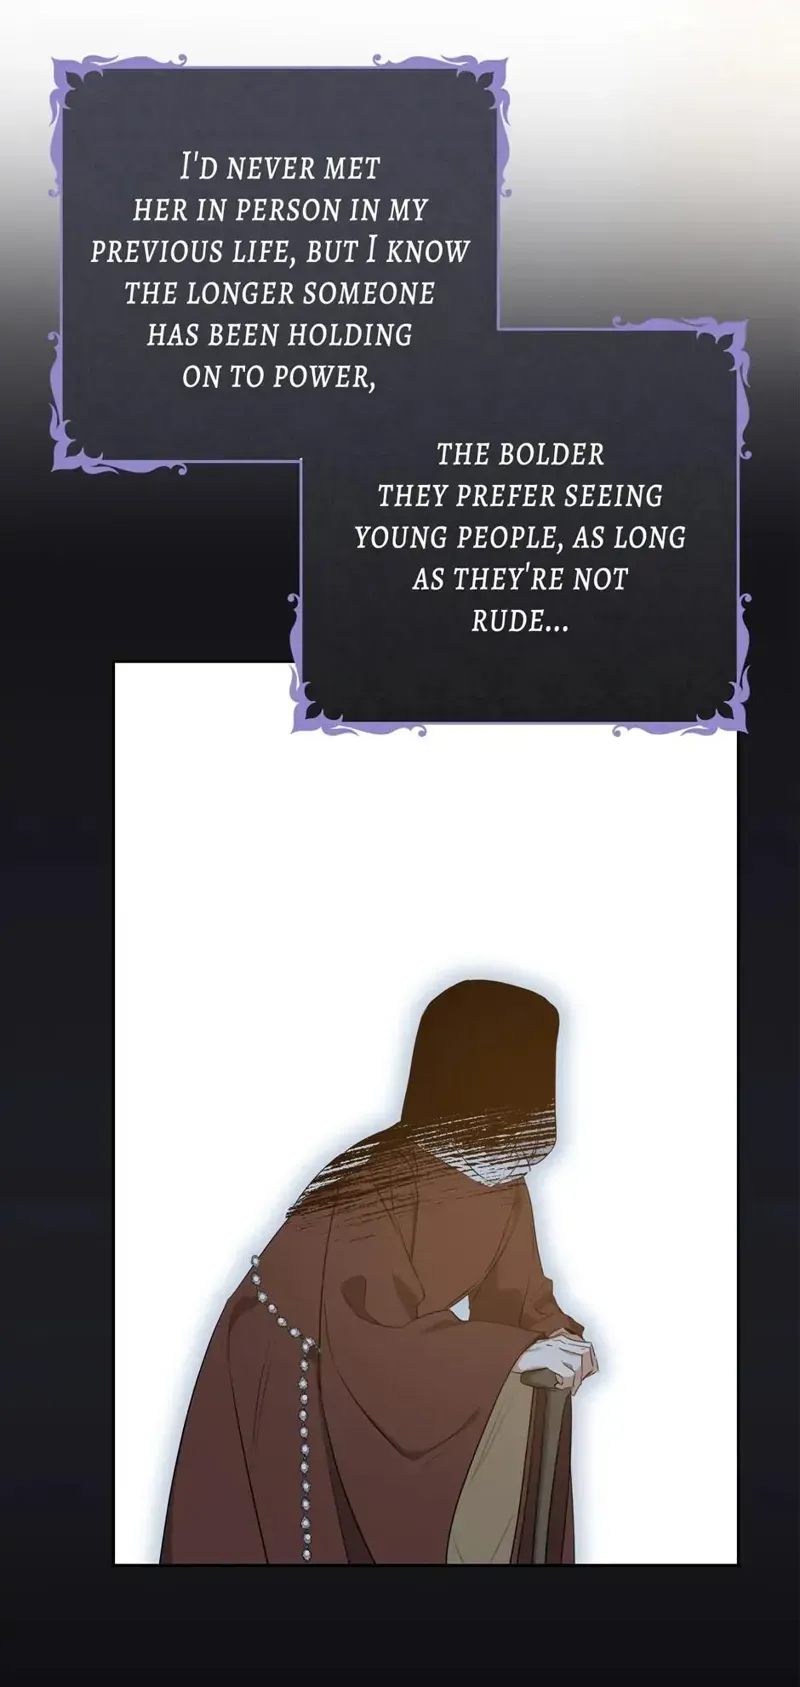 I'D NEVER MET
HER IN PERSON IN MY
PREVIOUS LIFE, BUT I KNOW
THE LONGER SOMEONE
HAS BEEN HOLDING
ON TO POWER,
THE BOLDER
THEY PREFER SEEING
YOUNG PEOPLE, AS LONG
AS THEY'RE NOT
RUDE...